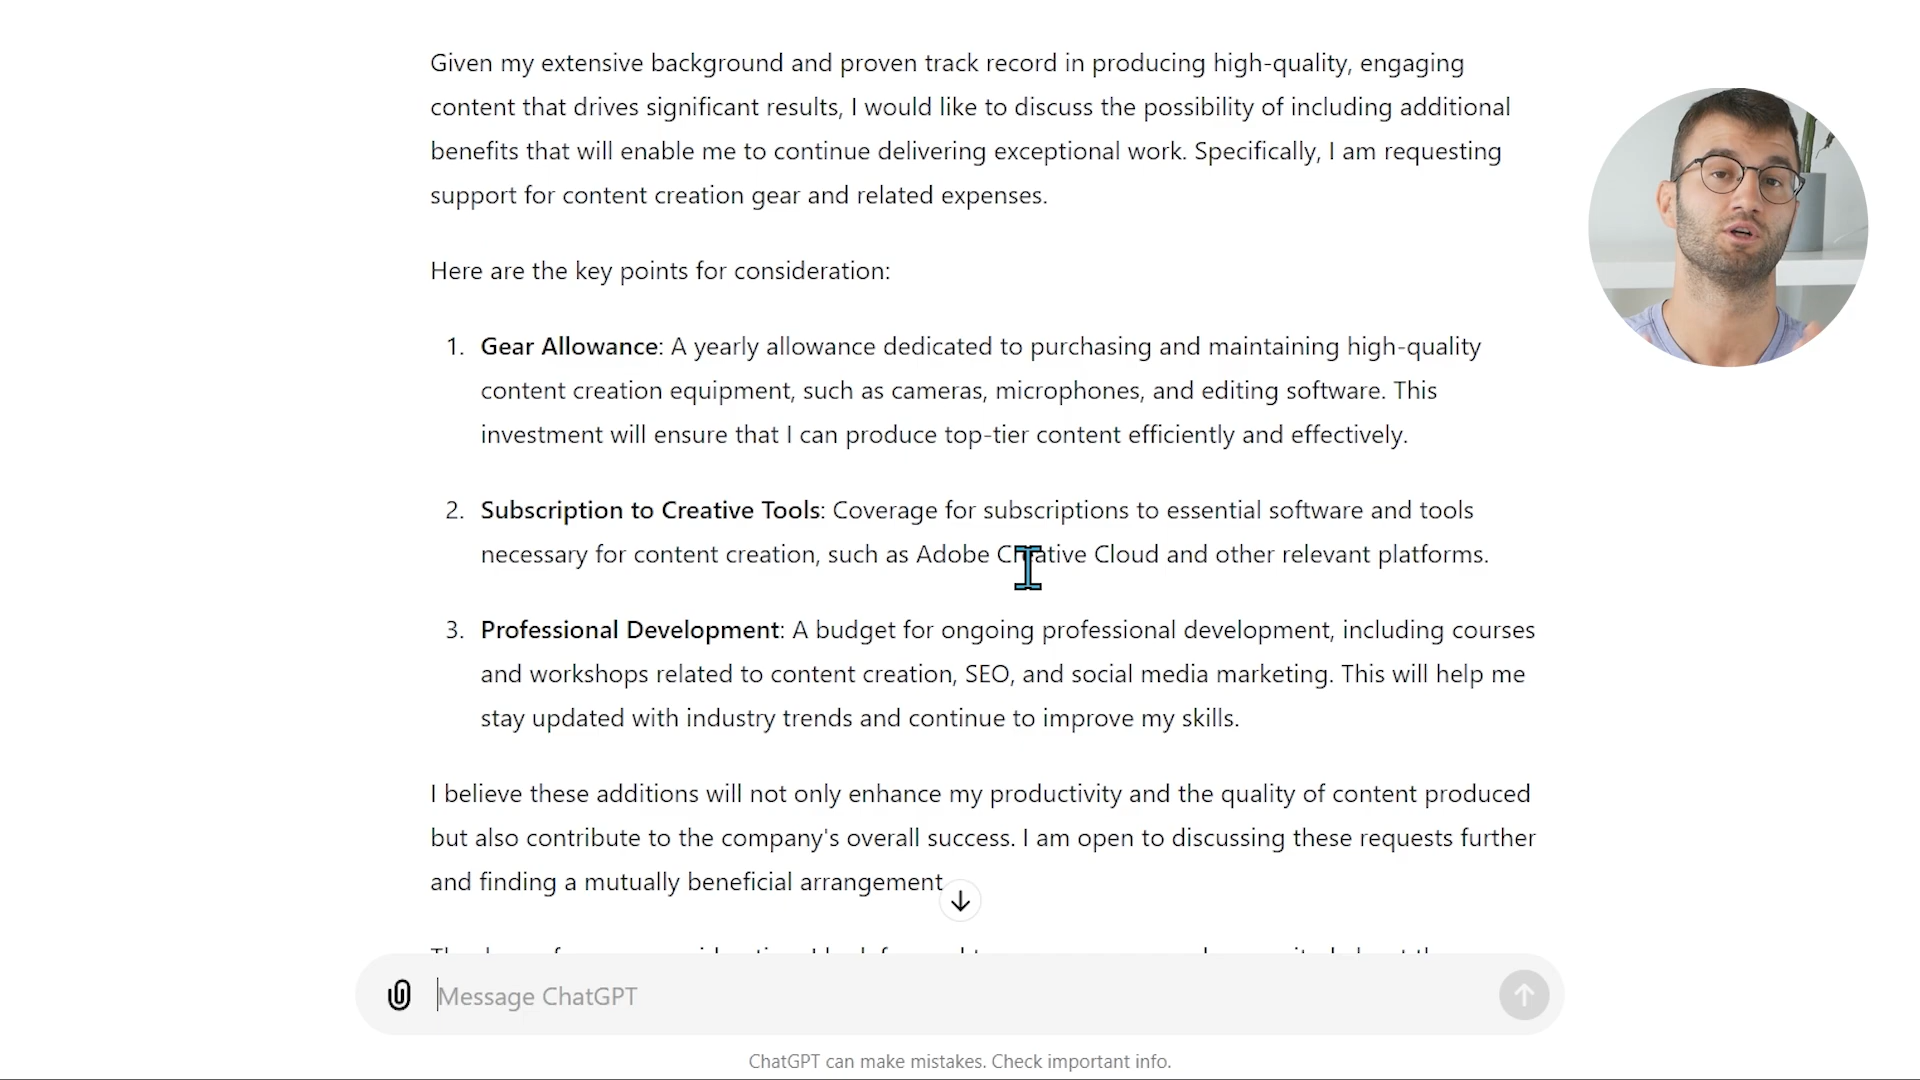 Given my extensive background and proven track record in producing high-quality, engaging
content that drives significant results, I would like to discuss the possibility of including additional
benefits that will enable me to continue delivering exceptional work. Specifically, I am requesting
support for content creation gear and related expenses.
Here are the key points for consideration:
1. Gear Allowance: A yearly allowance dedicated to purchasing and maintaining high-quality
content creation equipment, such as cameras, microphones, and editing software. This
investment will ensure that I can produce top-tier content efficiently and effectively.
2. Subscription to Creative Tools: Coverage for subscriptions to essential software and tools
necessary for content creation, such as Adobe Creative Cloud and other relevant platforms.
3. Professional Development: A budget for ongoing professional development, including courses
and workshops related to content creation, SEO, and social media marketing. This will help me
stay updated with industry trends and continue to improve my skills.
I believe these additions will not only enhance my productivity and the quality of content produced
but also contribute to the company's overall success. I am open to discussing these requests further
and finding a mutually beneficial arrangement
Message ChatGPT
ChatGPT can make mistakes. Check important info.